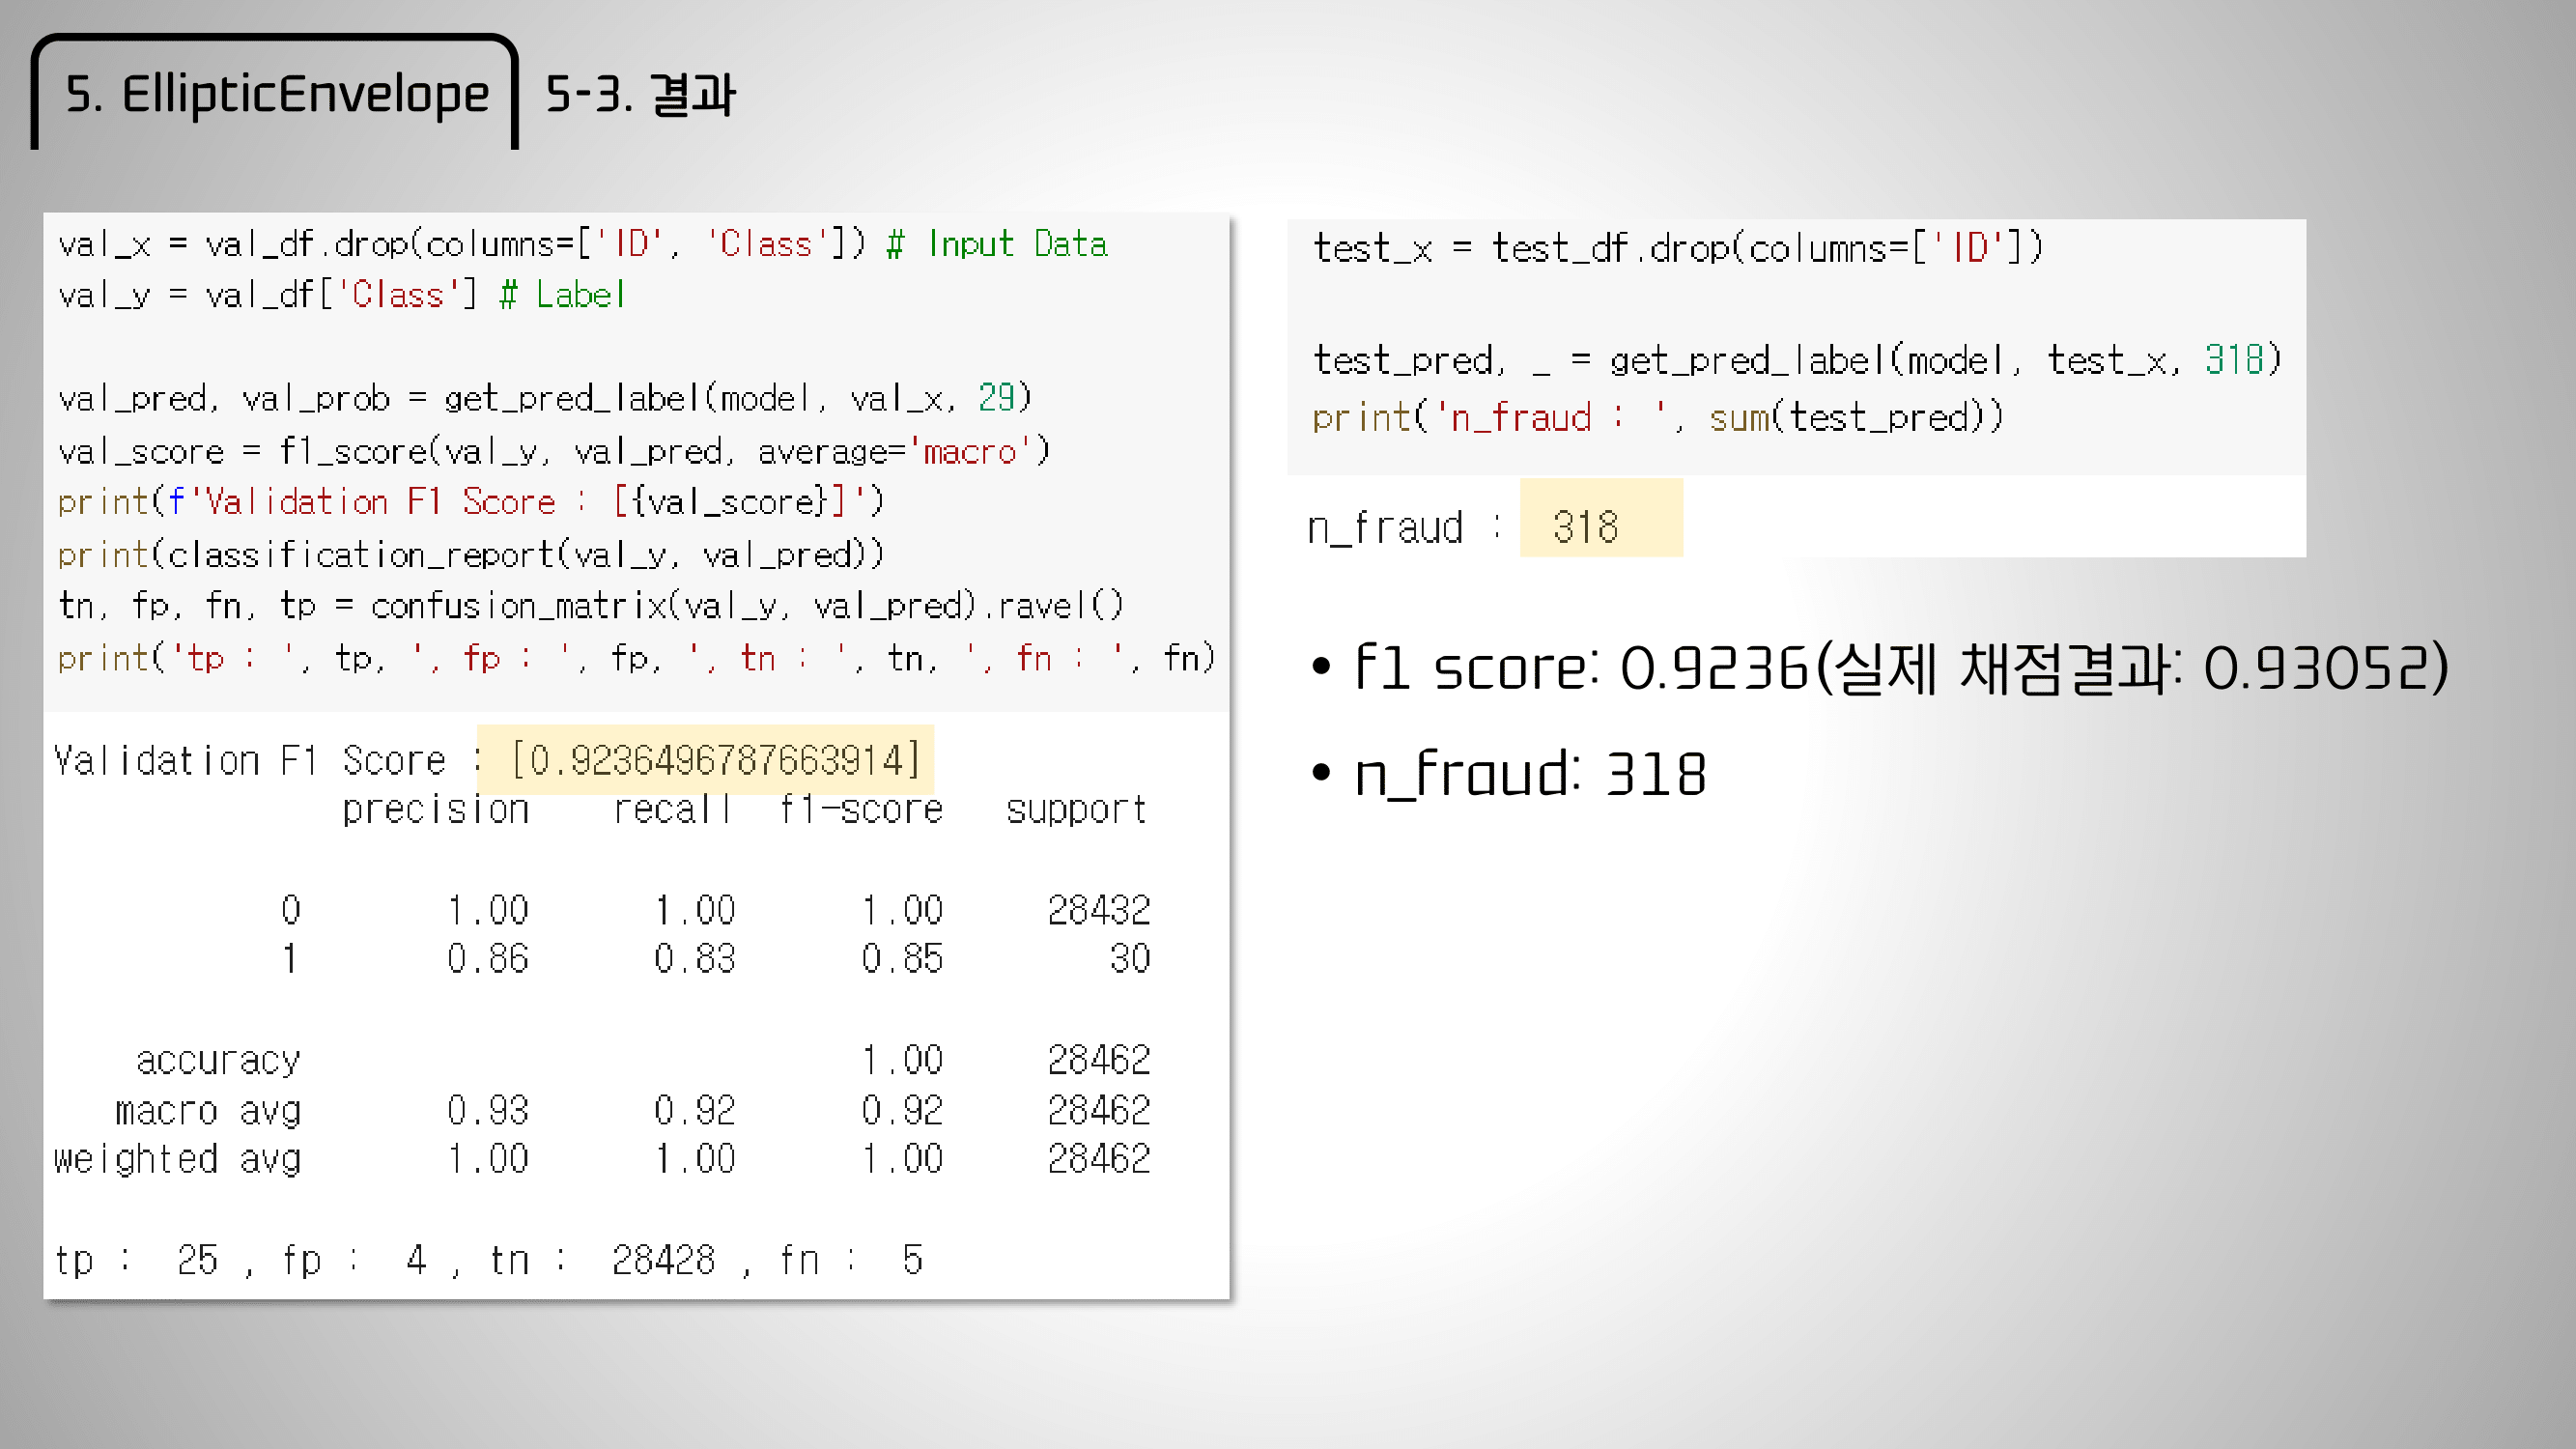 5. EllipticEnvelope
5-3. 결과
val_x = val_df.drop(columns=['ID', 'Class']) # Input Data
val_y = val_df['Class'] # Label
val_pred, val_prob = get_pred_label(model, val_x, 29)
val_score = f1_score(val_y, val_pred, average='macro')
print(f'Validation F1 Score : [{val_score}]')
print(classification_report(val_y, val_pred))
tn, fp, fn, tp = confusion_matrix(val_y, val_pred).ravel()
print('tp : ', tp, ', fp : ', fp, ', tn : ', tn, ', fn : ', fn)
Validation F1 Score : [0.9236496787663914]
precision recall f1-score support
0 1.00 1.00 1.00 28432
1 0.86 0.83 0.85 30
accuracy 1.00 28462
macro avg 0.93 0.92 0.92 28462
weighted avg 1.00 1.00 1.00 28462
tp : 25 , fp : 4 , tn : 28428 , fn : 5
test_x = test_df.drop(columns=['ID'])
test_pred, _ = get_pred_label(model, test_x, 318)
print('n_fraud : ', sum(test_pred))
n_fraud : 318
• f1 score: 0.9236(실제 채점결과: 0.93052)
• n_fraud: 318